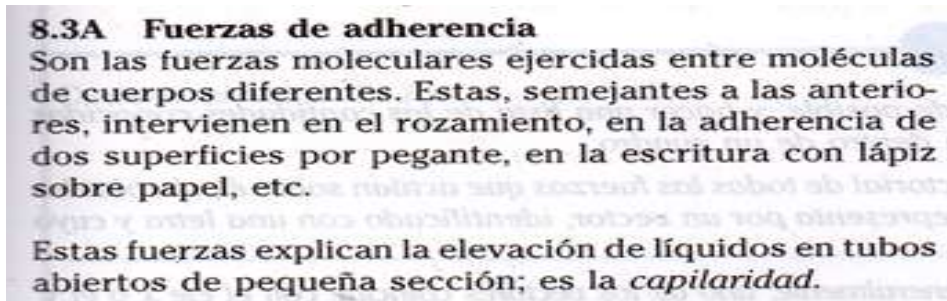 8.3A Fuerzas de adherencia
Son las fuerzas moleculares ejercidas entre moléculas
de cuerpos diferentes. Estas, semejantes a las anterio-
res, intervienen en el rozamiento, en la adherencia de
dos superficies por pegante, en la escritura con lápiz
sobre papel, etc.
Estas fuerzas explican la elevación de líquidos en tubos
abiertos de pequeña sección; es la capilaridad.